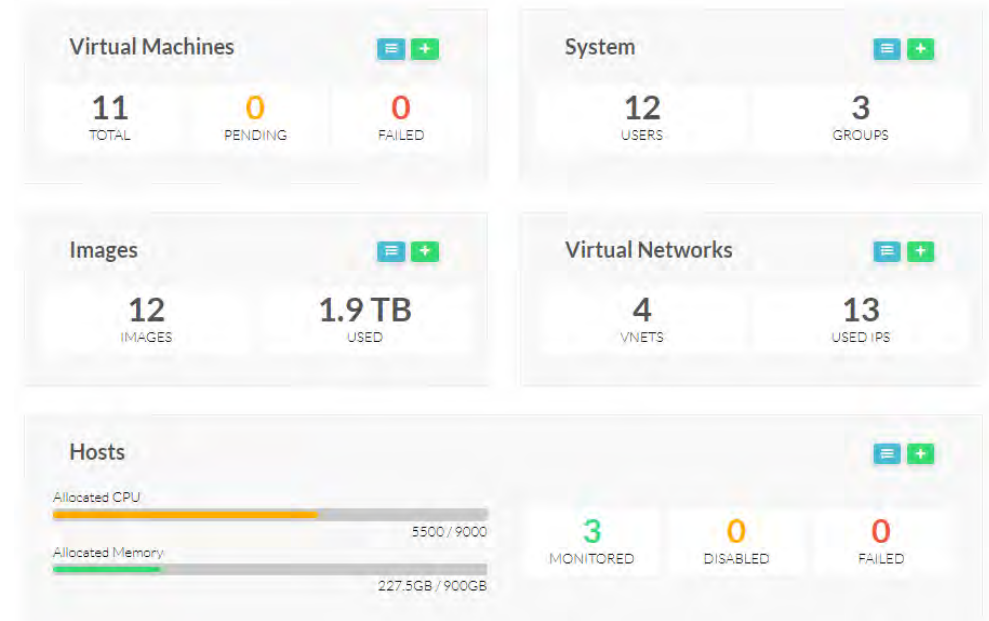 Virtual Machines
11
TOTAL
0
PENDING
0
FAILED
System
12
USERS
3
GROUPS
Images
12
IMAGES
1.9 TB
USED
Virtual Networks
4
VNETS
13
USED IPS
Hosts
Allocated CPU
5500 / 9000
Allocated Memory
227.5GB / 900GB
3
MONITORED
0
DISABLED
0
FAILED